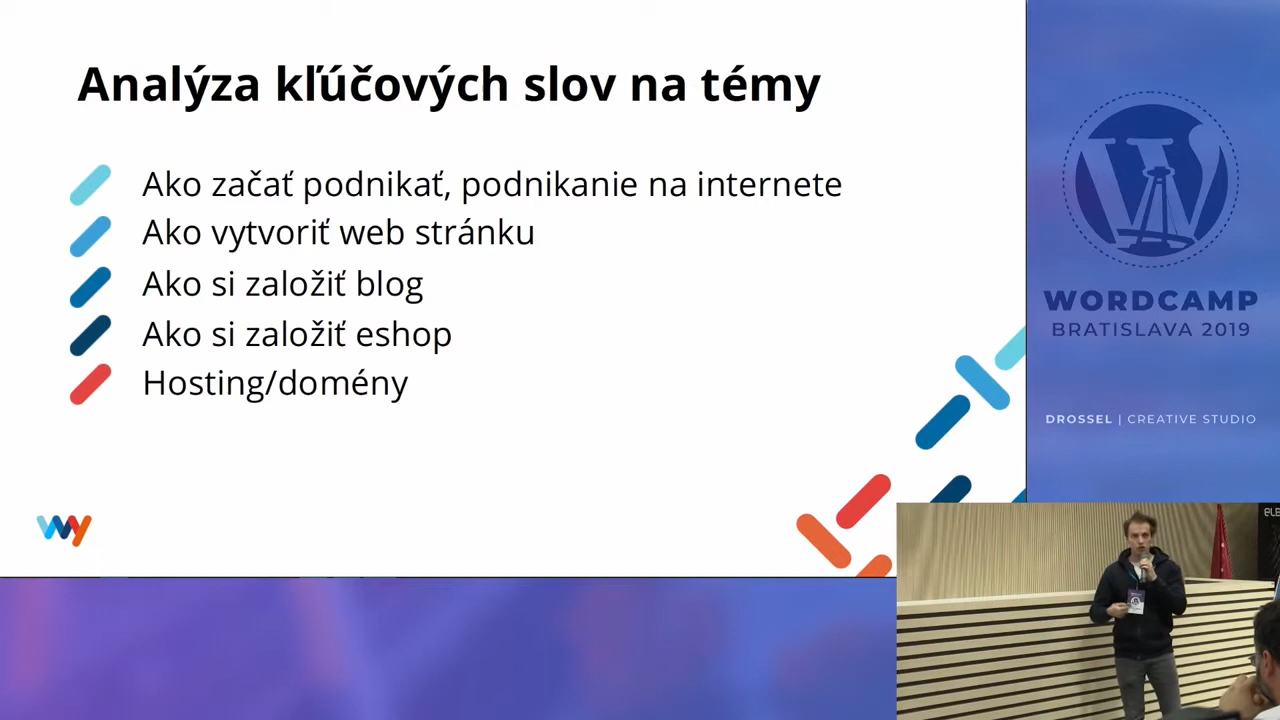 Analýza kľúčových slov na témy
Ako začať podnikať, podnikanie na internete
Ako vytvoriť web stránku
Ako si založiť blog
Ako si založiť eshop
Hosting/domény
WORDCAMP
BRATISLAVA 2019
DROSSEL | CREATIVE STUDIO